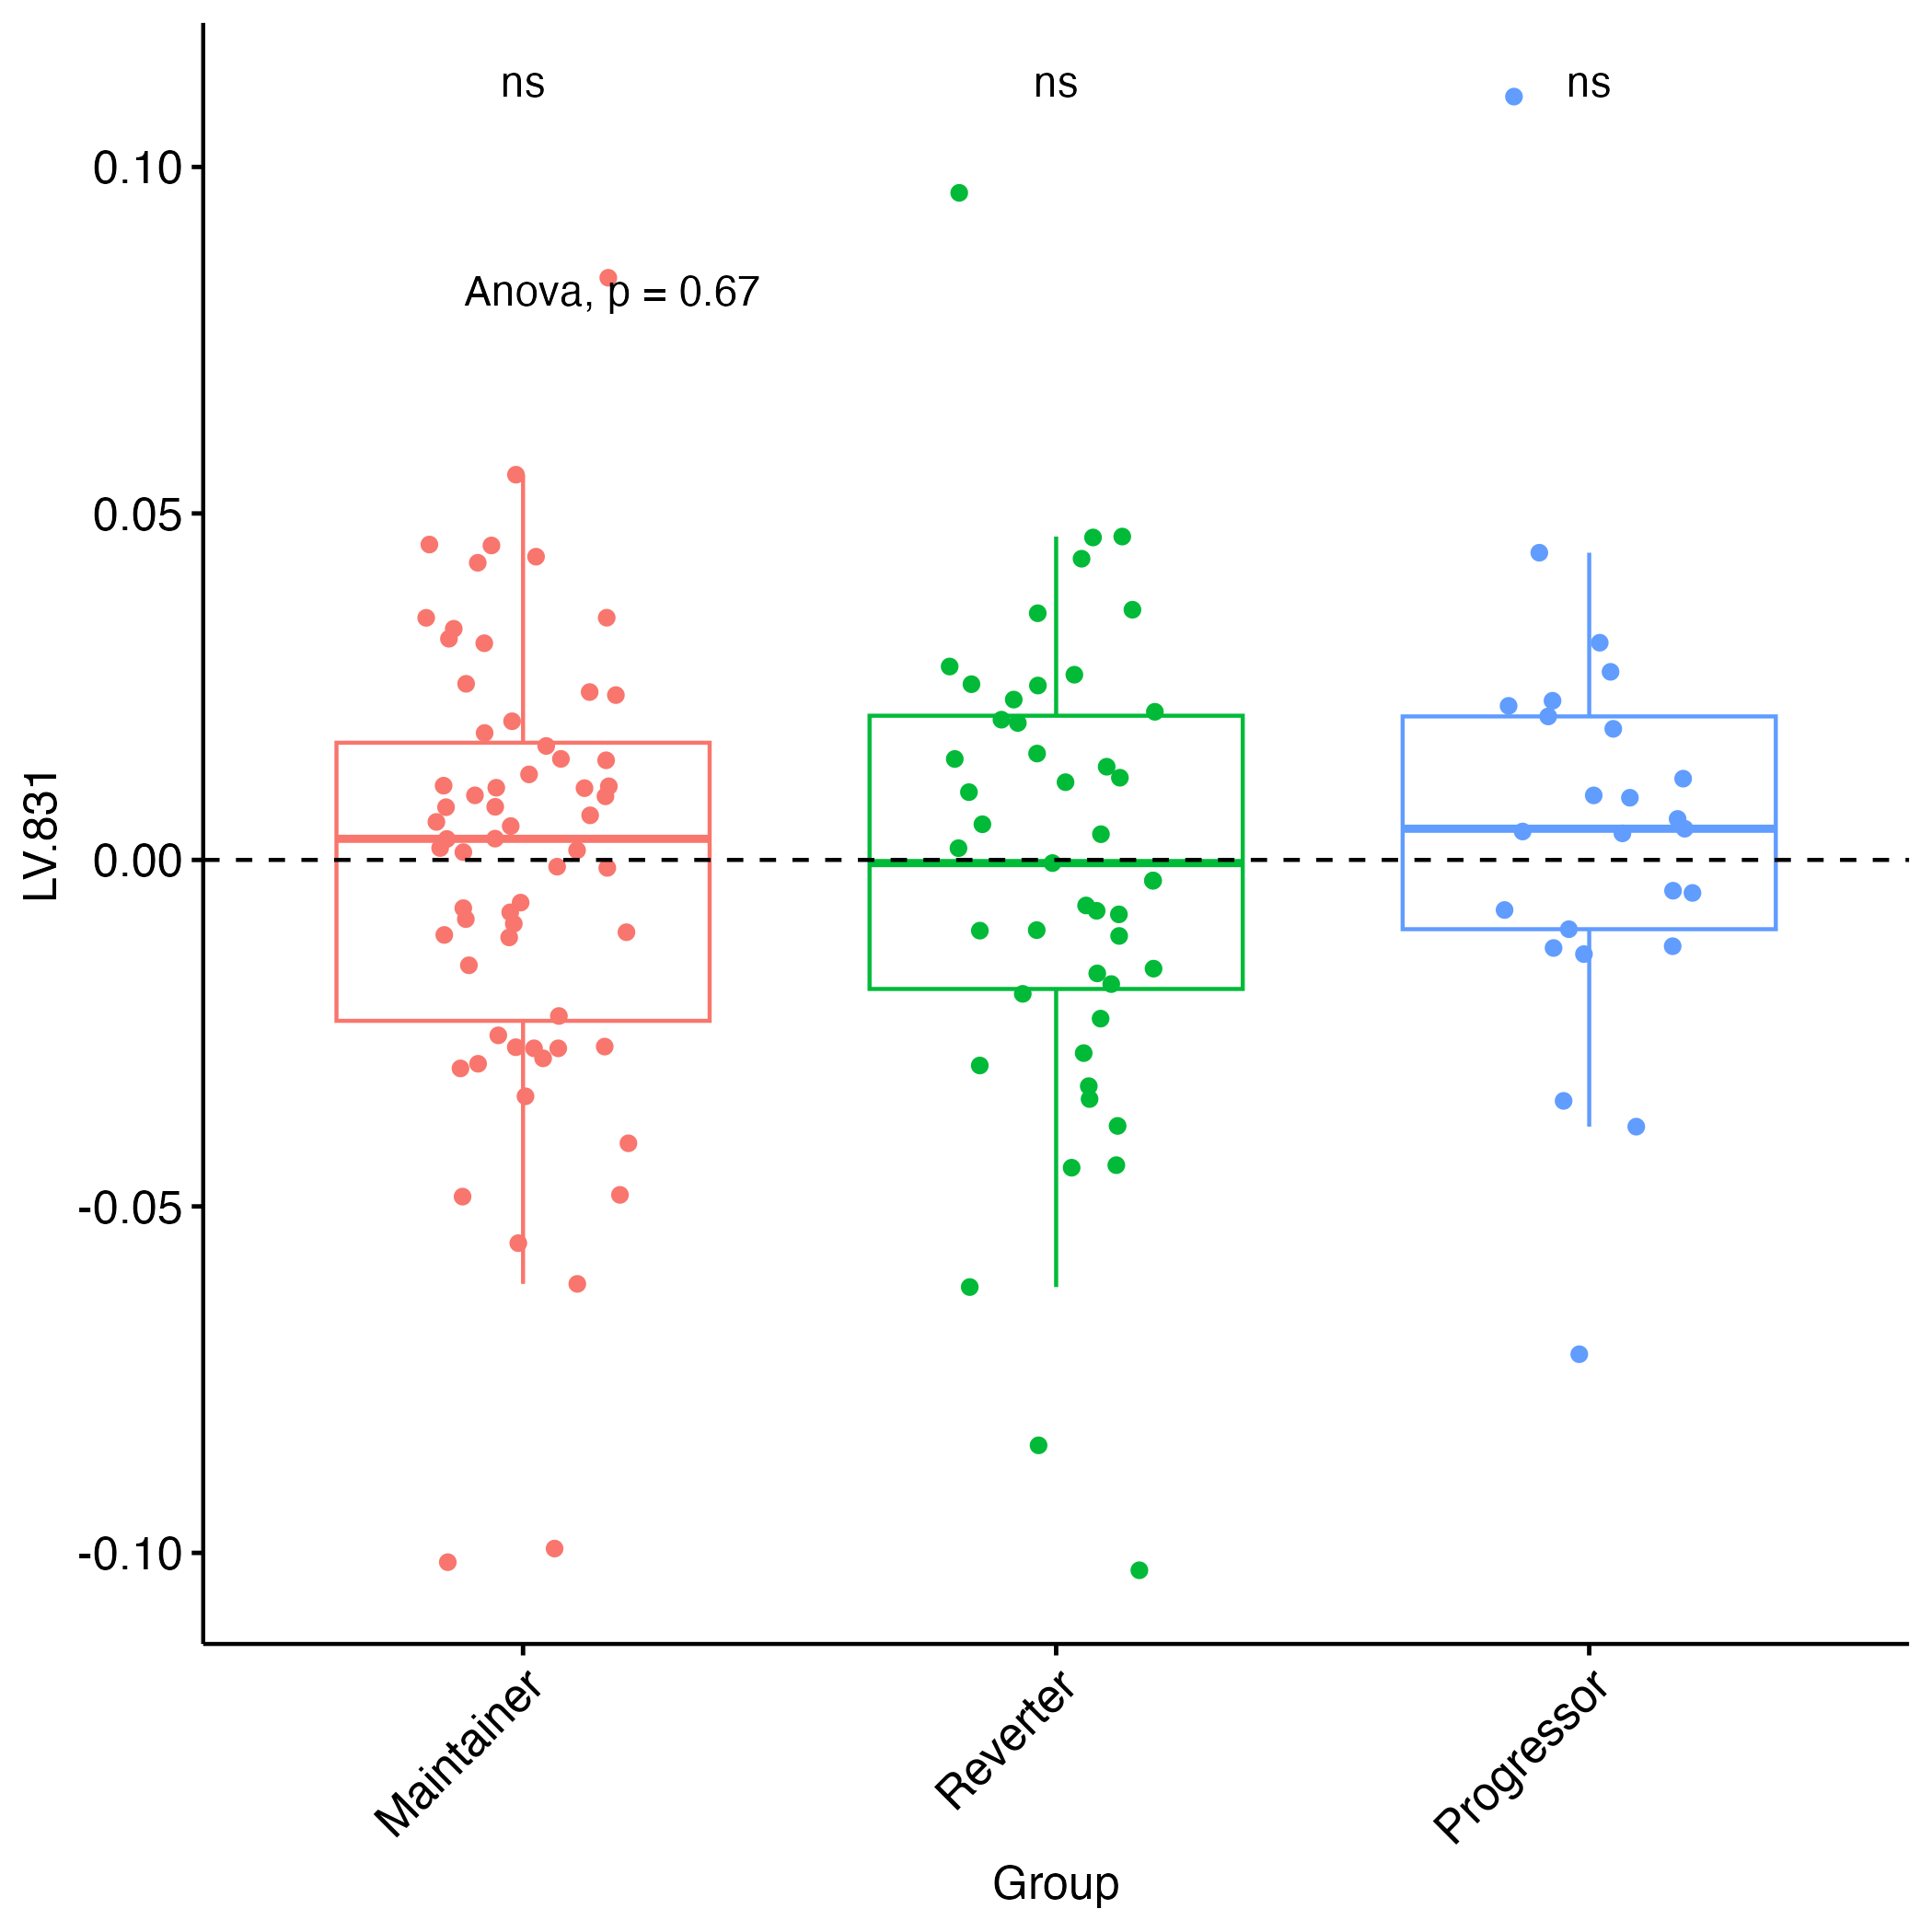 ns ns ns
Anova, p = 0.67
0.10
0.05
0.00
-0.05
-0.10
LV.831
Maintainer
Reverter
Progressor
Group